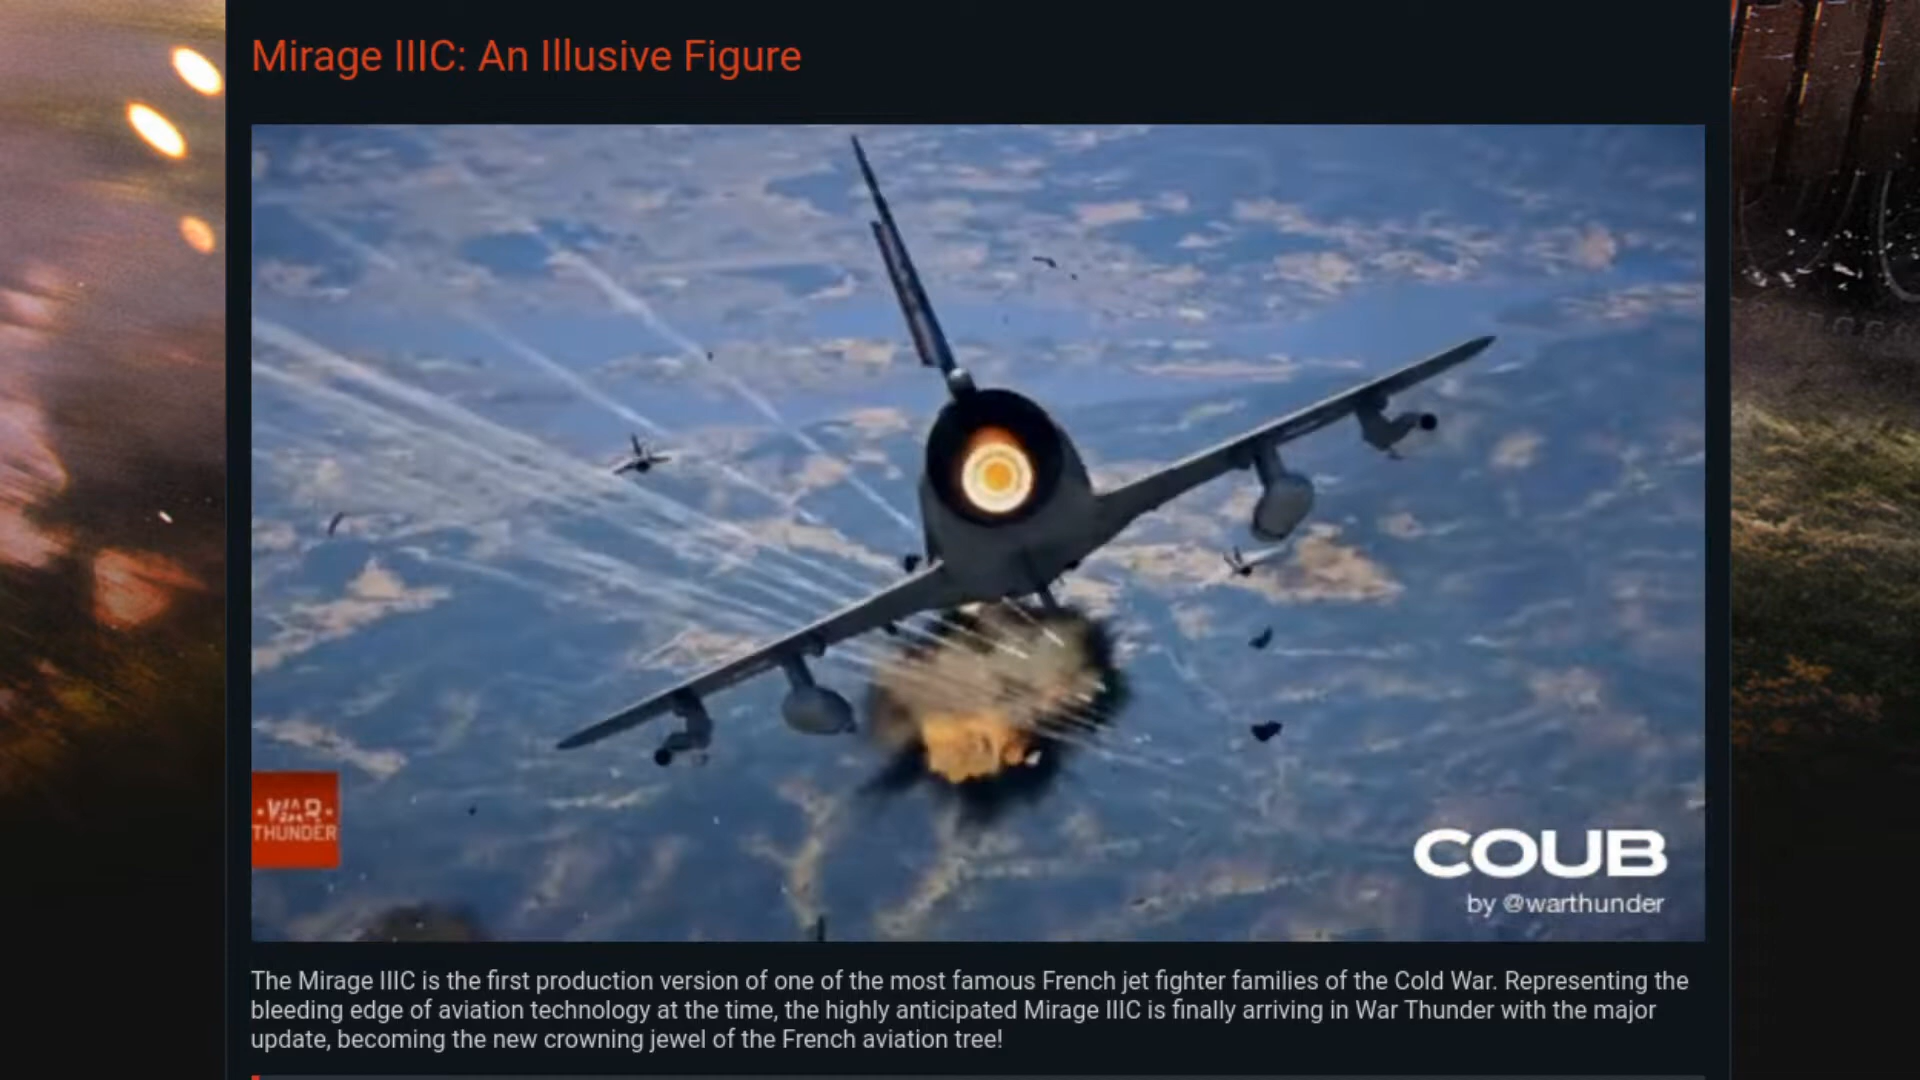 Mirage IIIC: An Illusive Figure
WAR
THUNDER
COUB
by @warthunder
The Mirage IIIC is the first production version of one of the most famous French jet fighter families of the Cold War. Representing the
bleeding edge of aviation technology at the time, the highly anticipated Mirage IIIC is finally arriving in War Thunder with the major
update, becoming the new crowning jewel of the French aviation tree!